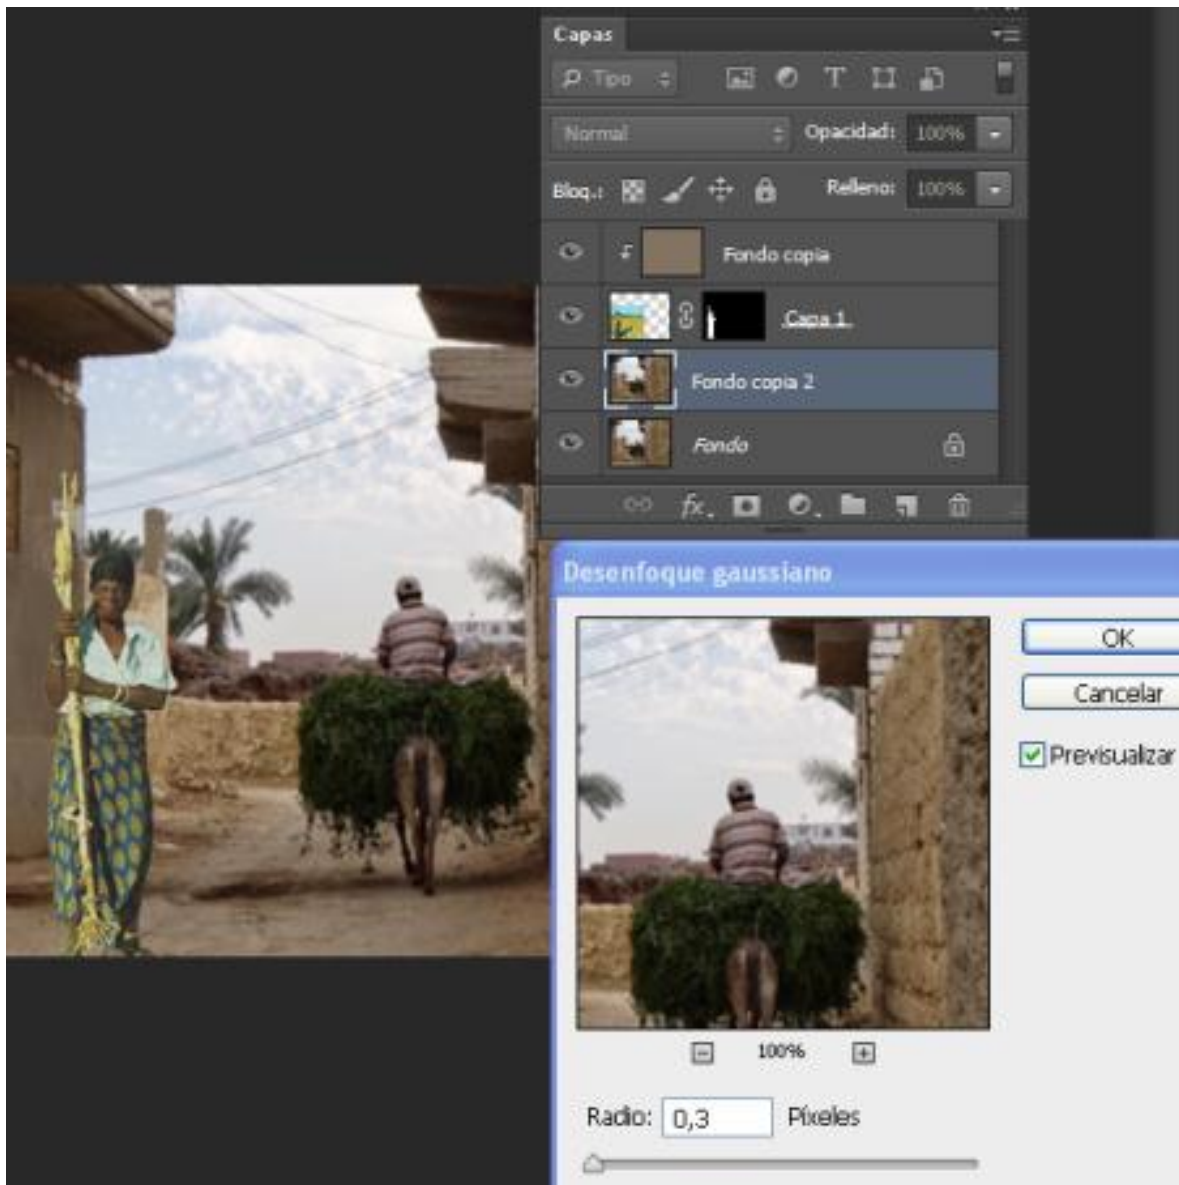 Capas
Tipo
Normal
Opacidad: 100%
Bloq.:
Relleno: 100%
Fondo copia
Capa 1
Fondo copia 2
Fondo
fx.
Desenfoque gaussiano
OK
Cancelar
Previsualizar
100%
Radio: 0,3 Píxeles